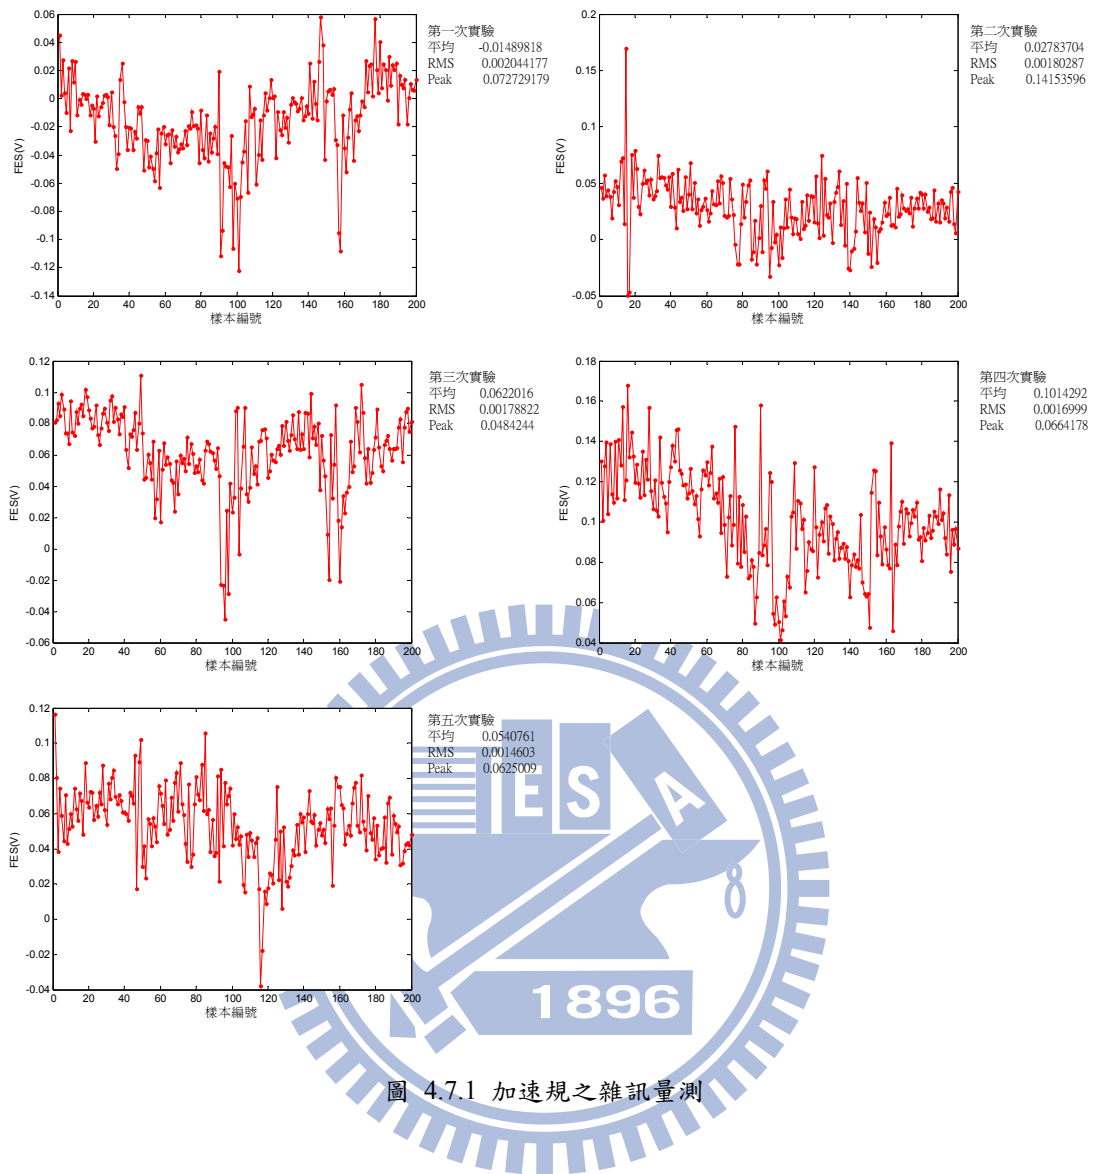 0.06
0.04
0.02
0
-0.02
-0.04
-0.06
-0.08
-0.1
-0.12
-0.14
FES(V)
0 20 40 60 80 100 120 140 160 180 200
樣本編號
第一次實驗
平均 -0.01489818
RMS 0.002044177
Peak 0.072729179
0.2
0.15
0.1
0.05
0
-0.05
FES(V)
0 20 40 60 80 100 120 140 160 180 200
樣本編號
第二次實驗
平均 0.02783704
RMS 0.00180287
Peak 0.14153596
0.12
0.1
0.08
0.06
0.04
0.02
0
-0.02
-0.04
-0.06
FES(V)
0 20 40 60 80 100 120 140 160 180 200
樣本編號
第三次實驗
平均 0.0622016
RMS 0.00178822
Peak 0.0484244
0.18
0.16
0.14
0.12
0.1
0.08
0.06
0.04
FES(V)
0 20 40 60 80 100 120 140 160 180 200
樣本編號
第四次實驗
平均 0.1014292
RMS 0.0016999
Peak 0.0664178
0.12
0.1
0.08
0.06
0.04
0.02
0
-0.02
-0.04
FES(V)
0 20 40 60 80 100 120 140 160 180 200
樣本編號
第五次實驗
平均 0.0540761
RMS 0.0014603
Peak 0.0625009
E S A
8
1896
圖 4.7.1 加速規之雜訊量測